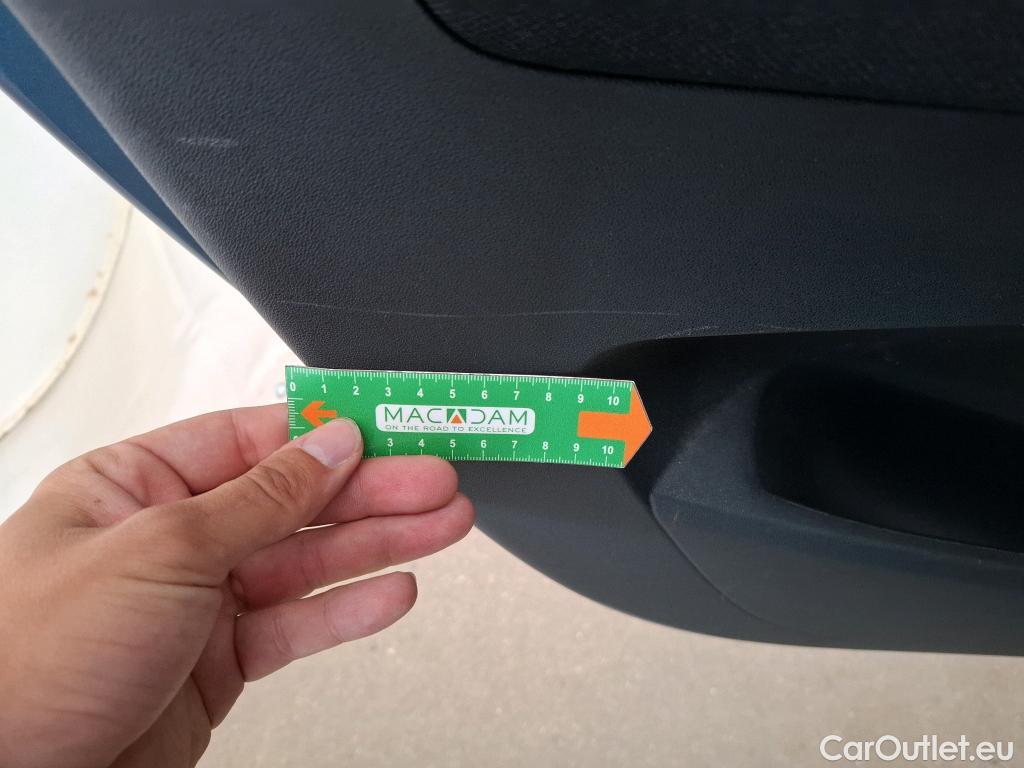 0 1 2 3 4 5 6 7 8 9 10
MACADAM
ON THE ROAD TO EXCELLENCE
3 4 5 6 7 8 9 10
CarOutlet.eu